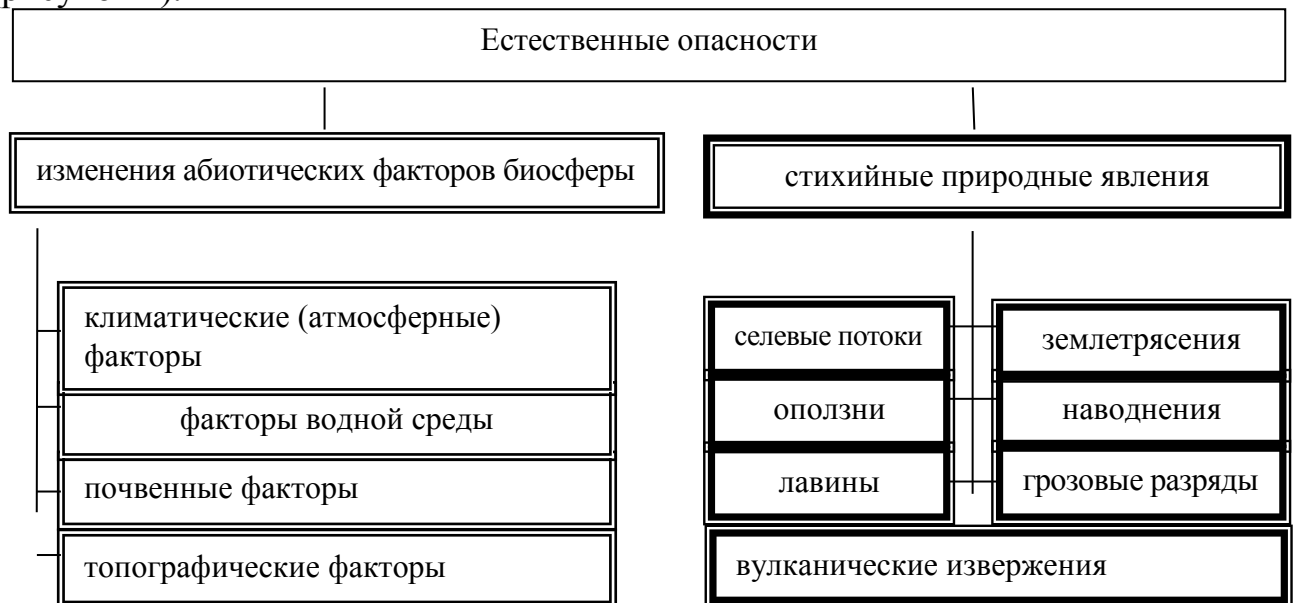 Естественные опасности
изменения абиотических факторов биосферы
стихийные природные явления
климатические (атмосферные)
факторы
факторы водной среды
почвенные факторы
топографические факторы
селевые потоки
землетрясения
оползни
наводнения
лавины
грозовые разряды
вулканические извержения